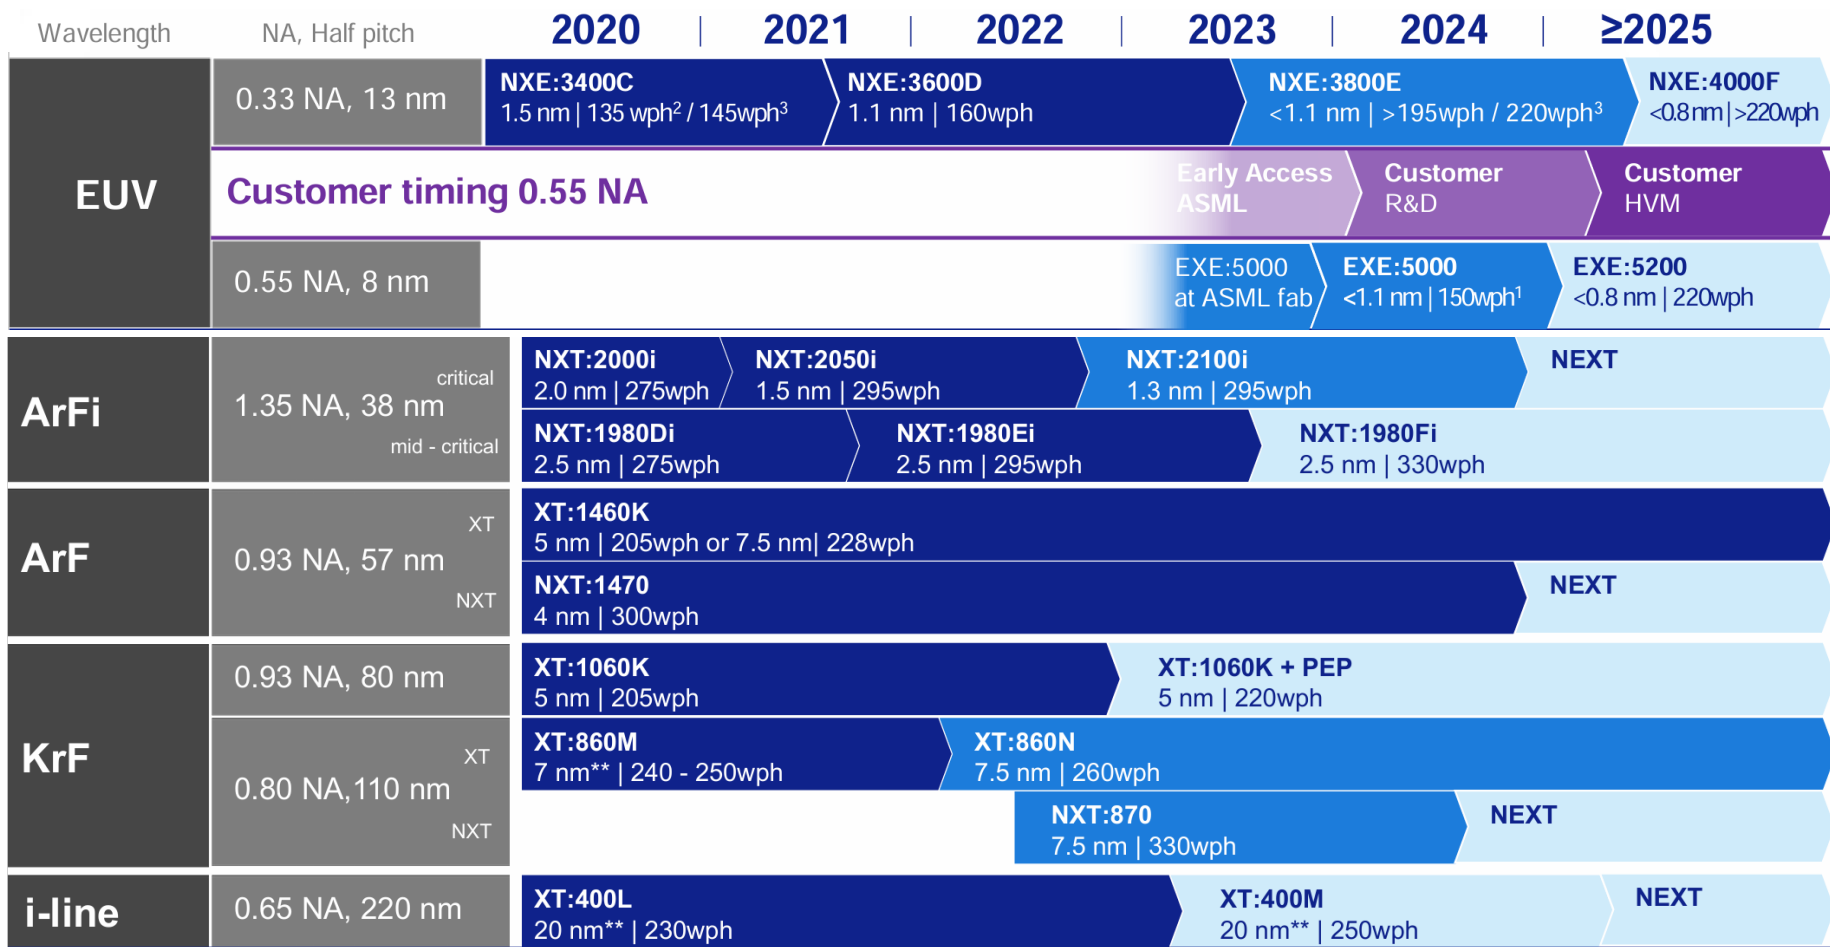 Wavelength NA, Half pitch 2020 | 2021 | 2022 | 2023 | 2024 | ≥2025
EUV
0.33 NA, 13 nm
NXE:3400C
1.5 nm | 135 wph² / 145wph³
NXE:3600D
1.1 nm | 160wph
NXE:3800E
<1.1 nm | >195wph / 220wph³
NXE:4000F
<0.8 nm | >220wph
Customer timing 0.55 NA
Early Access
ASML
Customer
R&D
Customer
HVM
0.55 NA, 8 nm
EXE:5000
at ASML fab
EXE:5000
<1.1 nm | 150wph¹
EXE:5200
<0.8 nm | 220wph
ArFi
critical
1.35 NA, 38 nm
mid - critical
NXT:2000i
2.0 nm | 275wph
NXT:2050i
1.5 nm | 295wph
NXT:2100i
1.3 nm | 295wph
NEXT
NXT:1980Di
2.5 nm | 275wph
NXT:1980Ei
2.5 nm | 295wph
NXT:1980Fi
2.5 nm | 330wph
ArF
XT
0.93 NA, 57 nm
NXT
XT:1460K
5 nm | 205wph or 7.5 nm| 228wph
NXT:1470
4 nm | 300wph
NEXT
KrF
0.93 NA, 80 nm
XT:1060K
5 nm | 205wph
XT:1060K + PEP
5 nm | 220wph
XT
0.80 NA,110 nm
NXT
XT:860M
7 nm** | 240 - 250wph
XT:860N
7.5 nm | 260wph
NXT:870
7.5 nm | 330wph
NEXT
i-line
0.65 NA, 220 nm
XT:400L
20 nm** | 230wph
XT:400M
20 nm** | 250wph
NEXT